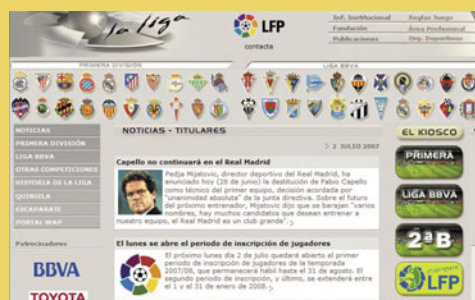 la liga
LFP
contacta
Inf. Institucional
Reglas Juego
Fundación
Área Profesional
Publicaciones
Org. Deportivos
PRIMERA DIVISIÓN
LIGA BBVA
NOTICIAS
PRIMERA DIVISIÓN
LIGA BBVA
OTRAS COMPETICIONES
HISTORIA DE LA LIGA
QUINIELA
ESCAPARATE
PORTAL WAP
Patrocinadores
BBVA
TOYOTA
NOTICIAS - TITULARES
> 2 JULIO 2007
Capello no continuará en el Real Madrid
Pedja Mijatovic, director deportivo del Real Madrid, ha
anunciado hoy (28 de junio) la destitución de Fabio Capello
como técnico del primer equipo, decisión acordada por
"unanimidad absoluta" de la junta directiva. Sobre el futuro
del próximo entrenador, Mijatovic dijo que se barajan "varios
nombres, hay muchos candidatos que desean entrenar a
nuestro equipo, el Real Madrid es un club grande".
El lunes se abre el periodo de inscripción de jugadores
El próximo lunes día 2 de julio quedará abierto el primer
periodo de inscripción de jugadores de la temporada
2007/08, que permanecerá hábil hasta el 31 de agosto. El
segundo periodo de inscripción, y último, se extenderá entre
el 1 y el 31 de enero de 2008.
EL KIOSCO
PRIMERA
LIGA BBVA
2ªB
LFP